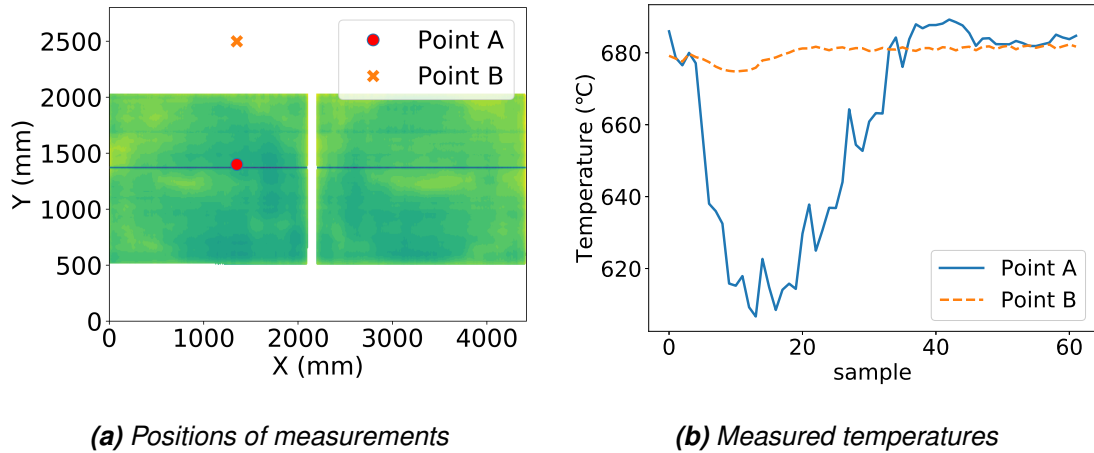 2500
2000
1500
1000
500
0
Y (mm)
0 1000 2000 3000 4000
X (mm)
Point A
Point B
(a) Positions of measurements
680
660
640
620
Temperature (°C)
0 20 40 60
sample
Point A
Point B
(b) Measured temperatures